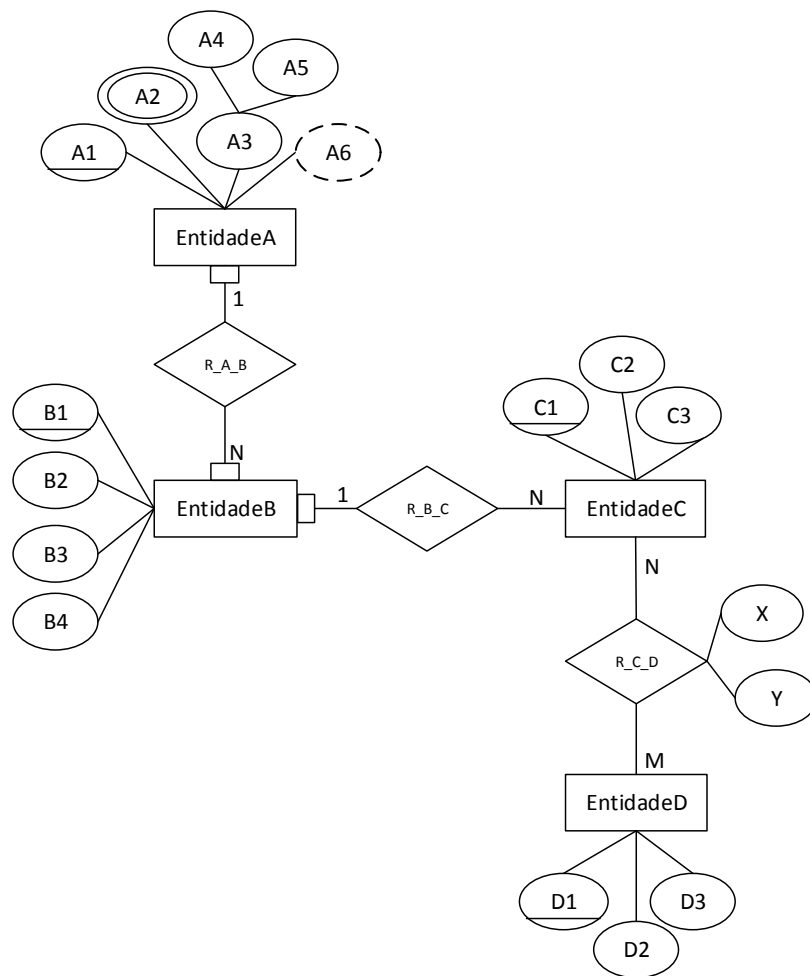 A4
A5
A2
A3
A1
A6
EntidadeA
1
R_A_B
C2
B1
C1
C3
N
B2
EntidadeB
1
R_B_C
N
EntidadeC
B3
N
B4
X
R_C_D
Y
M
EntidadeD
D1
D3
D2